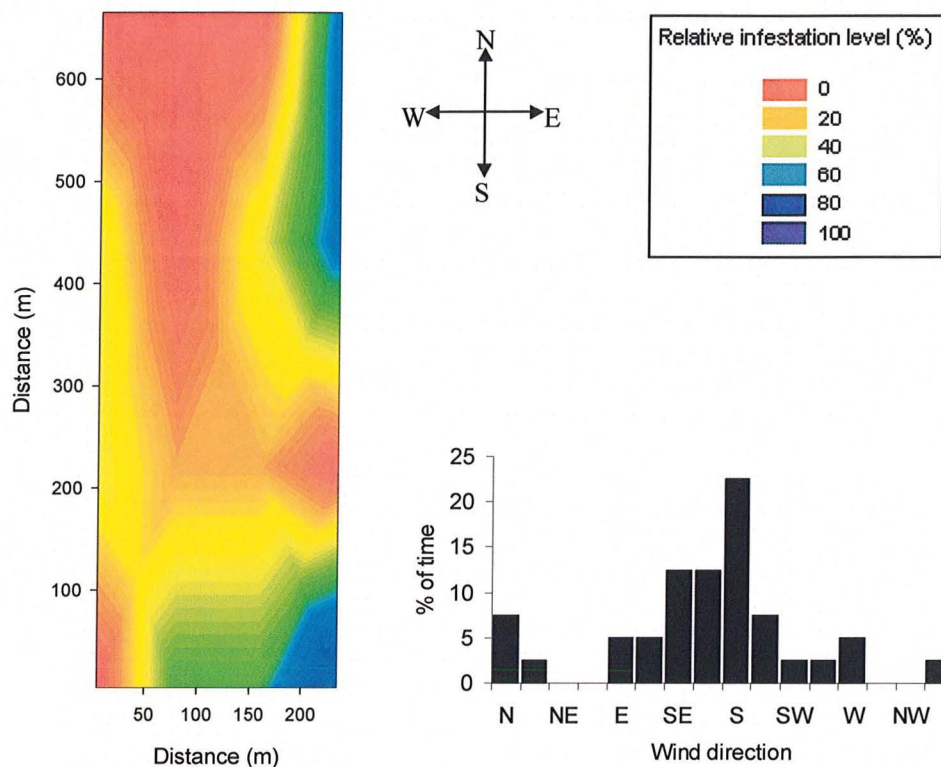 600
500
400
300
200
100
Distance (m)
50 100 150 200
Distance (m)
N
W E
S
Relative infestation level (%)
0
20
40
60
80
100
25
20
15
10
5
0
% of time
N NE E SE S SW W NW
Wind direction